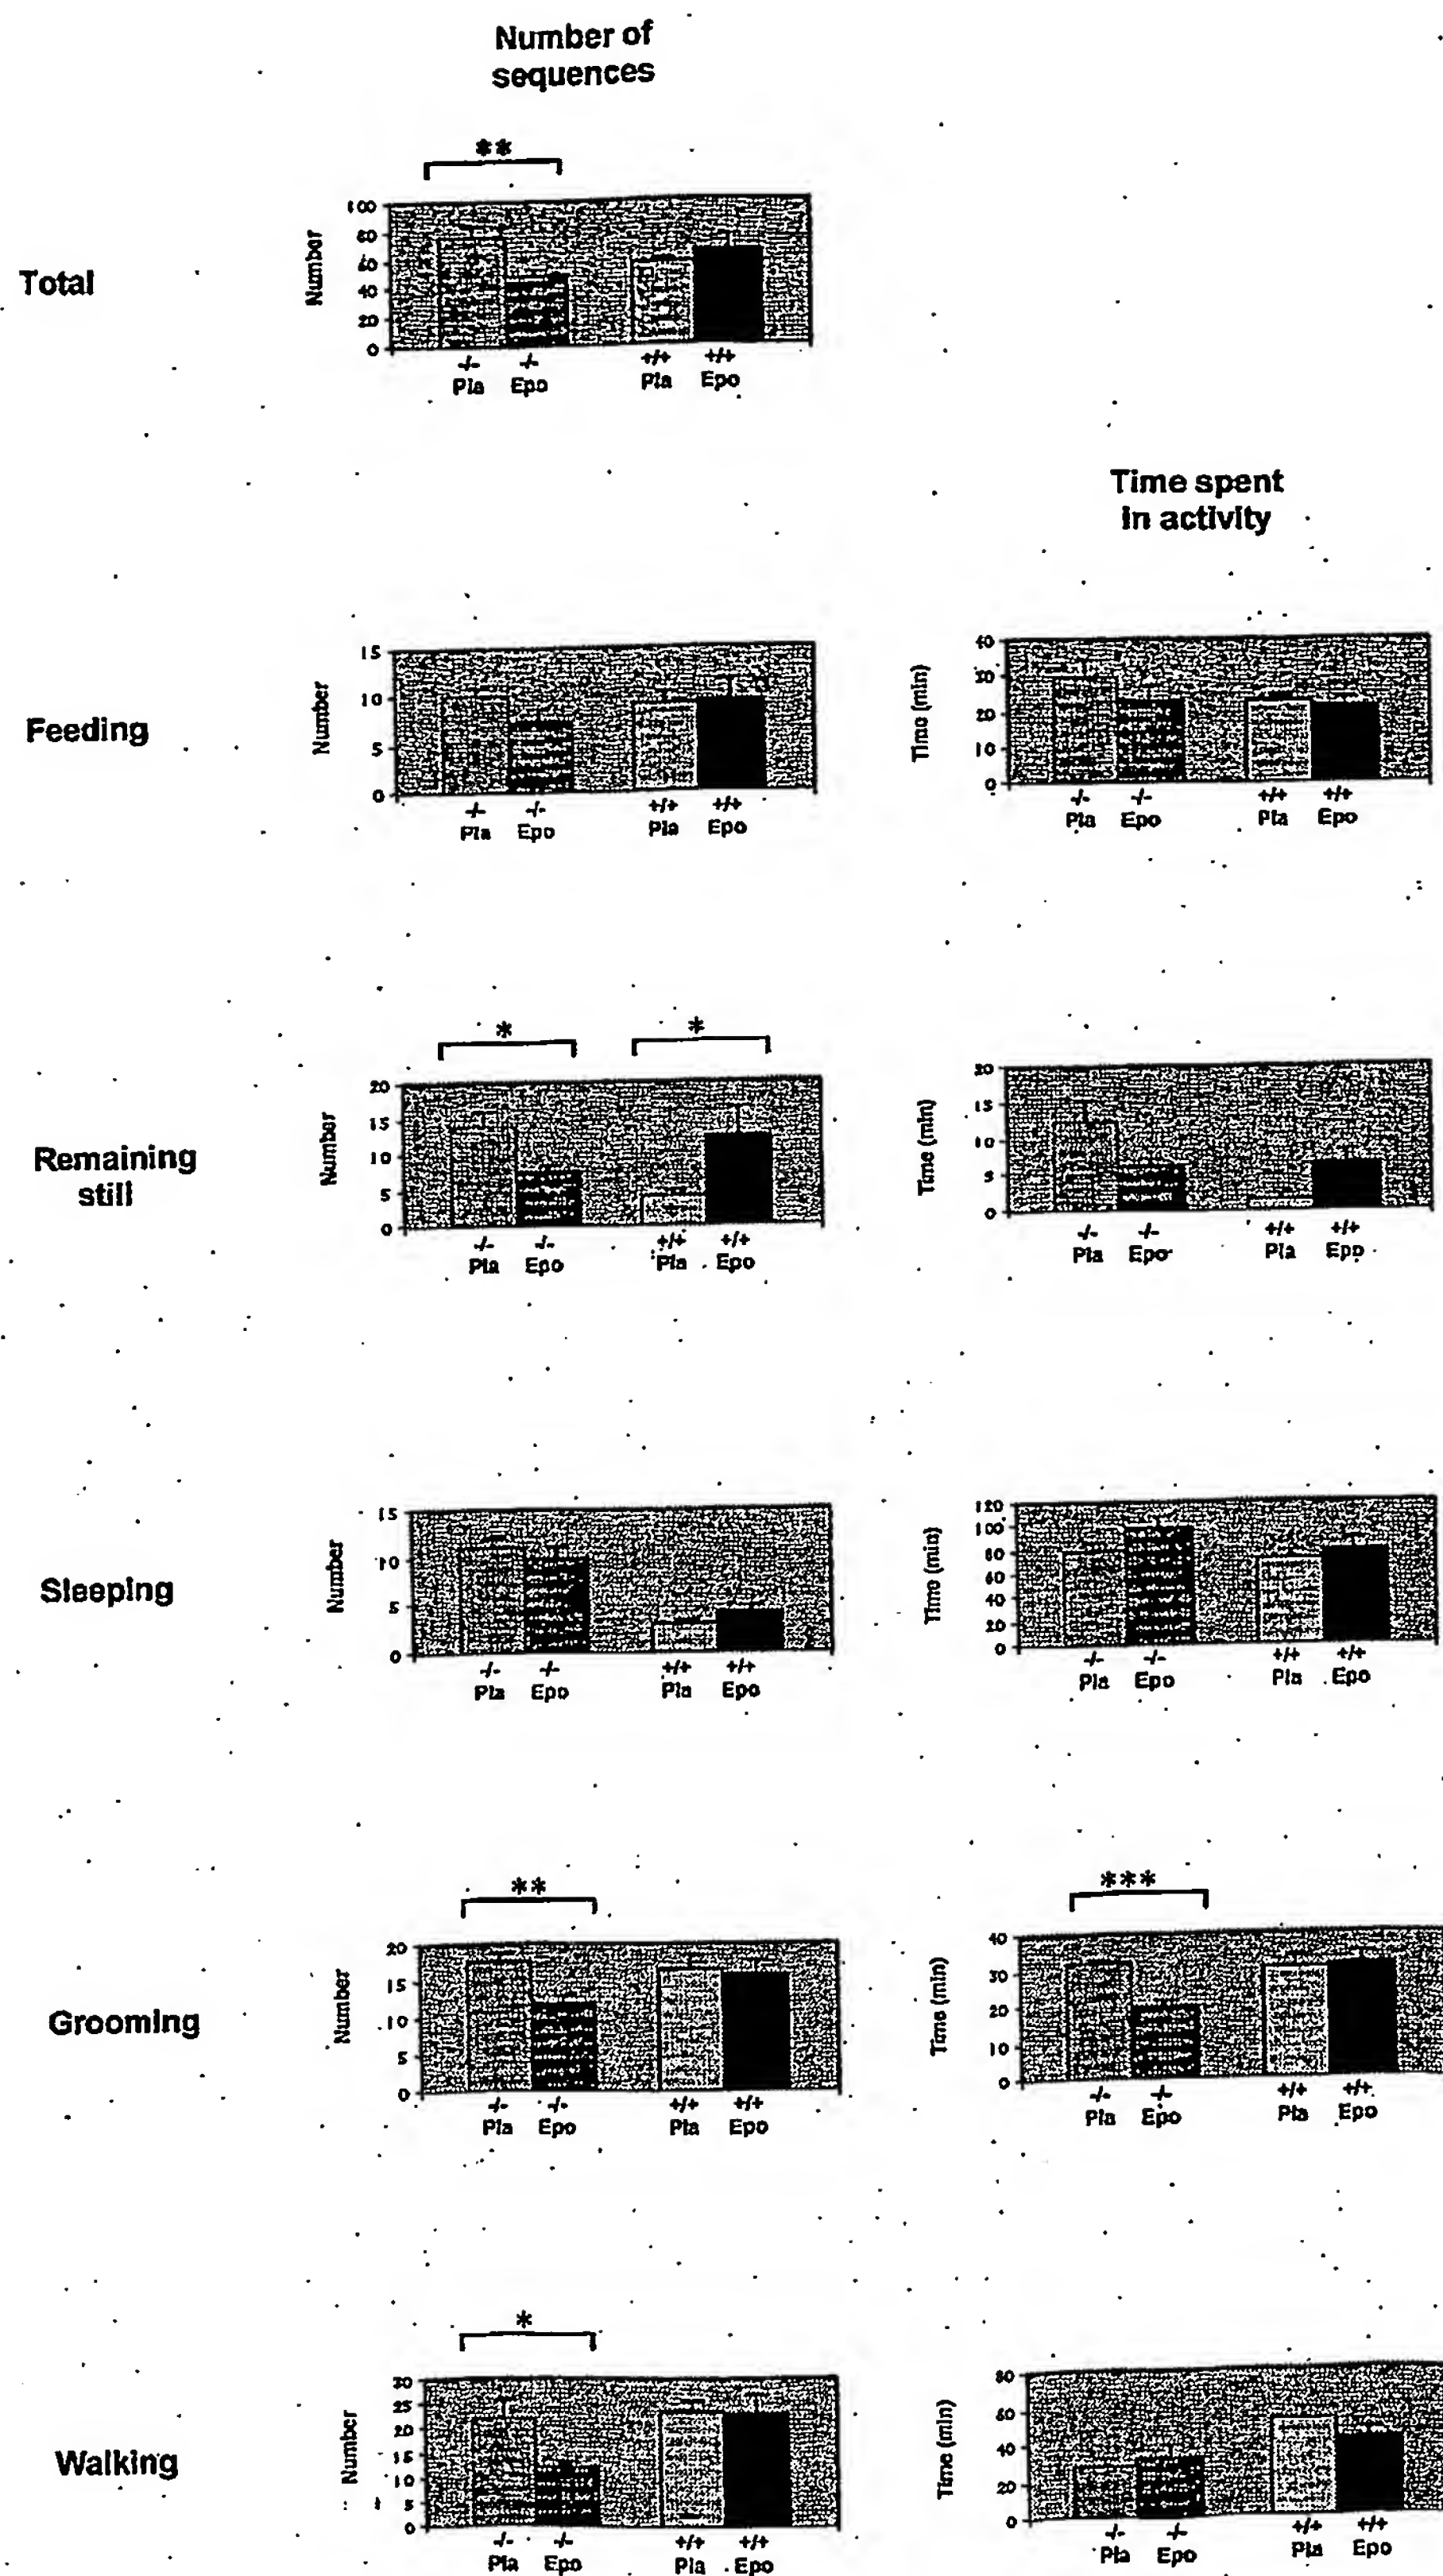 Number of
sequences
**
Total
Number
100
80
60
40
20
0
-/- -/- +/+ +/+
Pla Epo Pla Epo
Time spent
in activity
Feeding
Number
15
10
5
0
-/- -/- +/+ +/+
Pla Epo Pla Epo
Time (min)
40
30
20
10
0
-/- -/- +/+ +/+
Pla Epo Pla Epo
* *
Remaining
still
Number
20
15
10
5
0
-/- -/- +/+ +/+
Pla Epo Pla Epo
Time (min)
20
15
10
5
0
-/- -/- +/+ +/+
Pla Epo Pla Epo
Sleeping
Number
15
10
5
0
-/- -/- +/+ +/+
Pla Epo Pla Epo
Time (min)
120
100
80
60
40
20
0
-/- -/- +/+ +/+
Pla Epo Pla Epo
**
***
Grooming
Number
20
15
10
5
0
-/- -/- +/+ +/+
Pla Epo Pla Epo
Time (min)
40
30
20
10
0
-/- -/- +/+ +/+
Pla Epo Pla Epo
*
Walking
Number
30
25
20
15
10
5
0
-/- -/- +/+ +/+
Pla Epo Pla Epo
Time (min)
80
60
40
20
0
-/- -/- +/+ +/+
Pla Epo Pla Epo